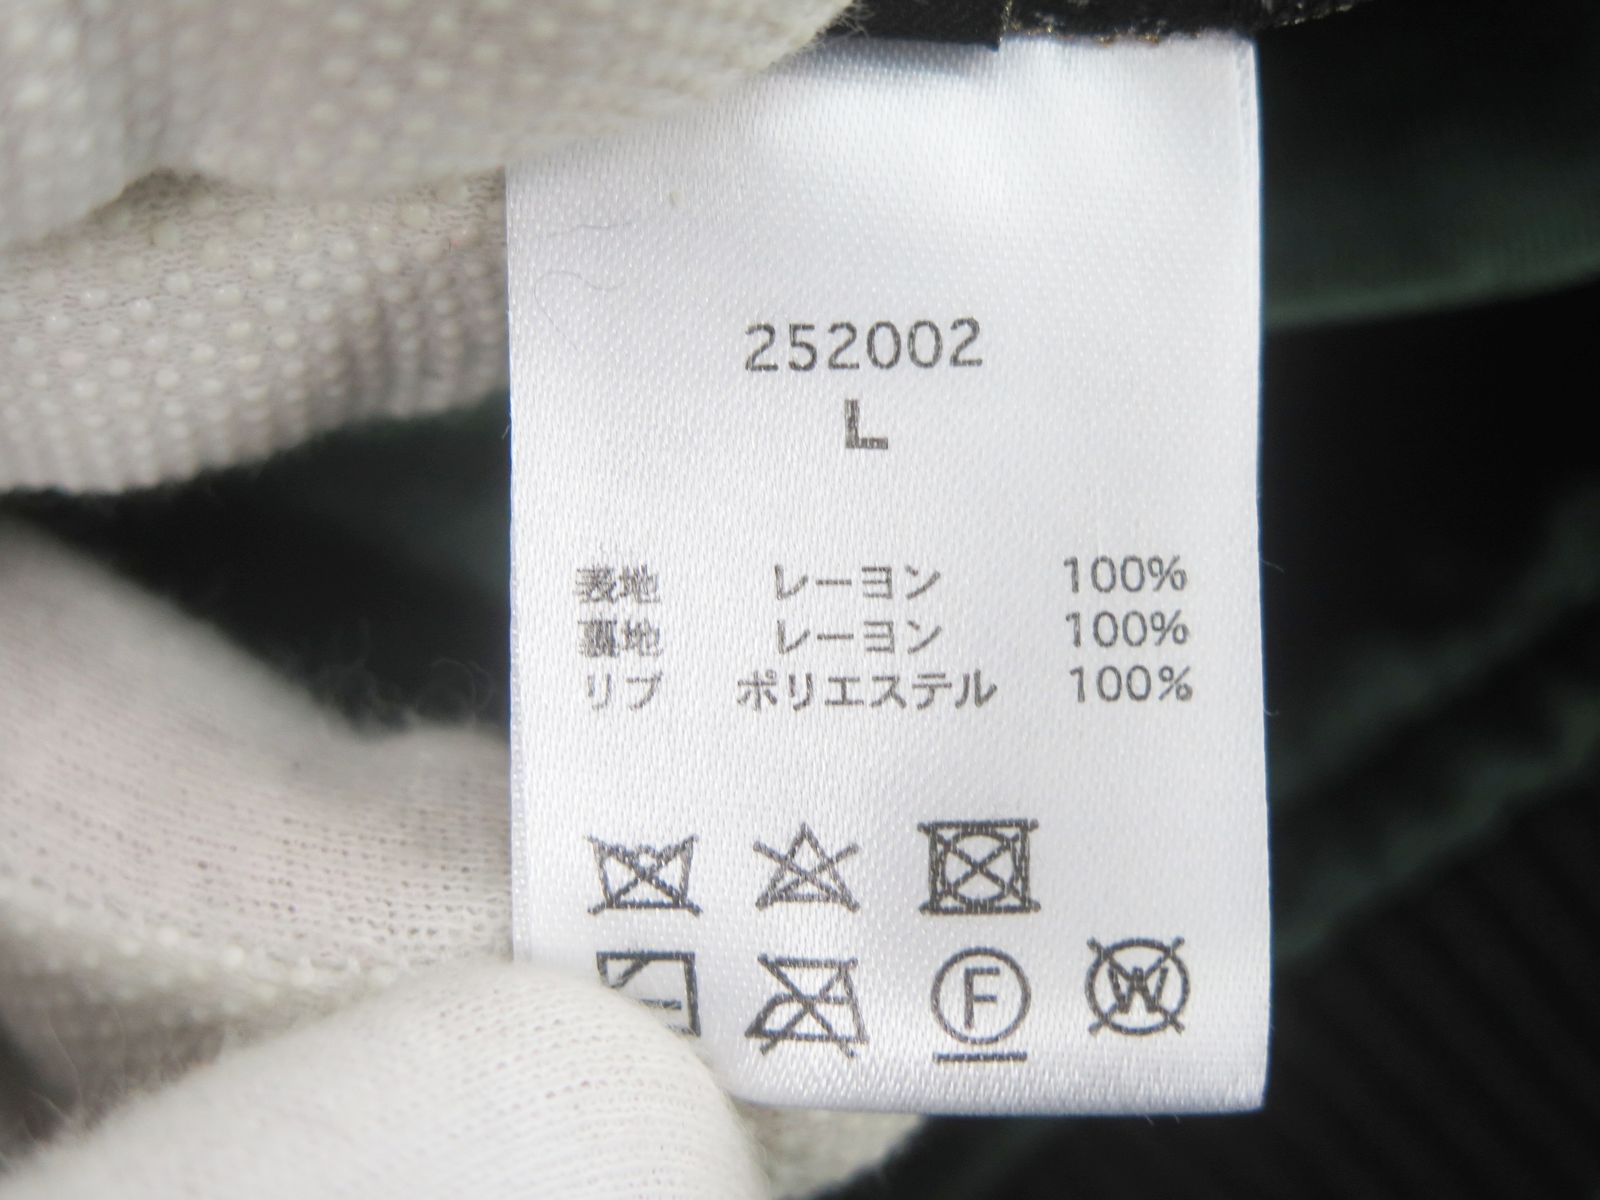 252002
L
表地 レーヨン 100%
裏地 レーヨン 100%
リブ ポリエステル 100%
F
W